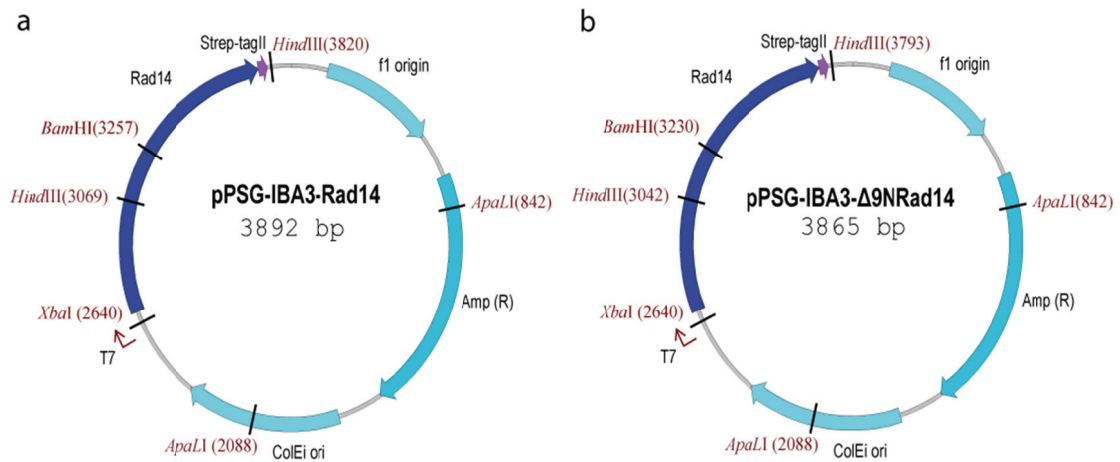 a
Strep-tagII
HindIII(3820)
f1 origin
Rad14
BamHI(3257)
HindIII(3069)
pPSG-IBA3-Rad14
3892 bp
ApaLI(842)
XbaI (2640)
T7
Amp (R)
ApaLI (2088)
ColEi ori
b
Strep-tagII
HindIII(3793)
f1 origin
Rad14
BamHI(3230)
HindIII(3042)
pPSG-IBA3-Δ9NRad14
3865 bp
ApaLI(842)
XbaI (2640)
T7
Amp (R)
ApaLI (2088)
ColEi ori